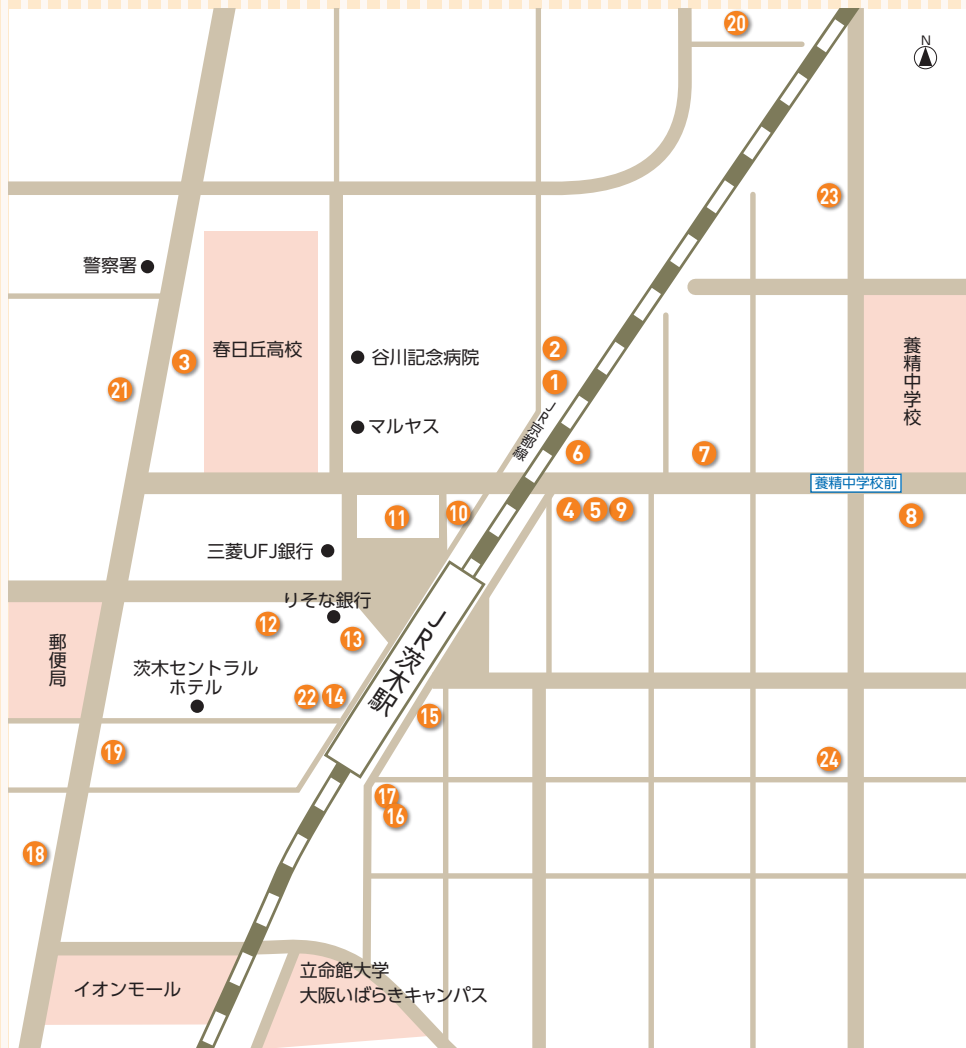 20
N
23
警察署
春日丘高校
3
21
2
1
谷川記念病院
マルヤス
JR京都線
6
7
養精中学校
養精中学校前
8
4
5
9
10
11
三菱UFJ銀行
りそな銀行
12
13
郵便局
茨木セントラル
ホテル
22
14
JR茨木駅
15
19
24
17
16
18
イオンモール
立命館大学
大阪いばらきキャンパス